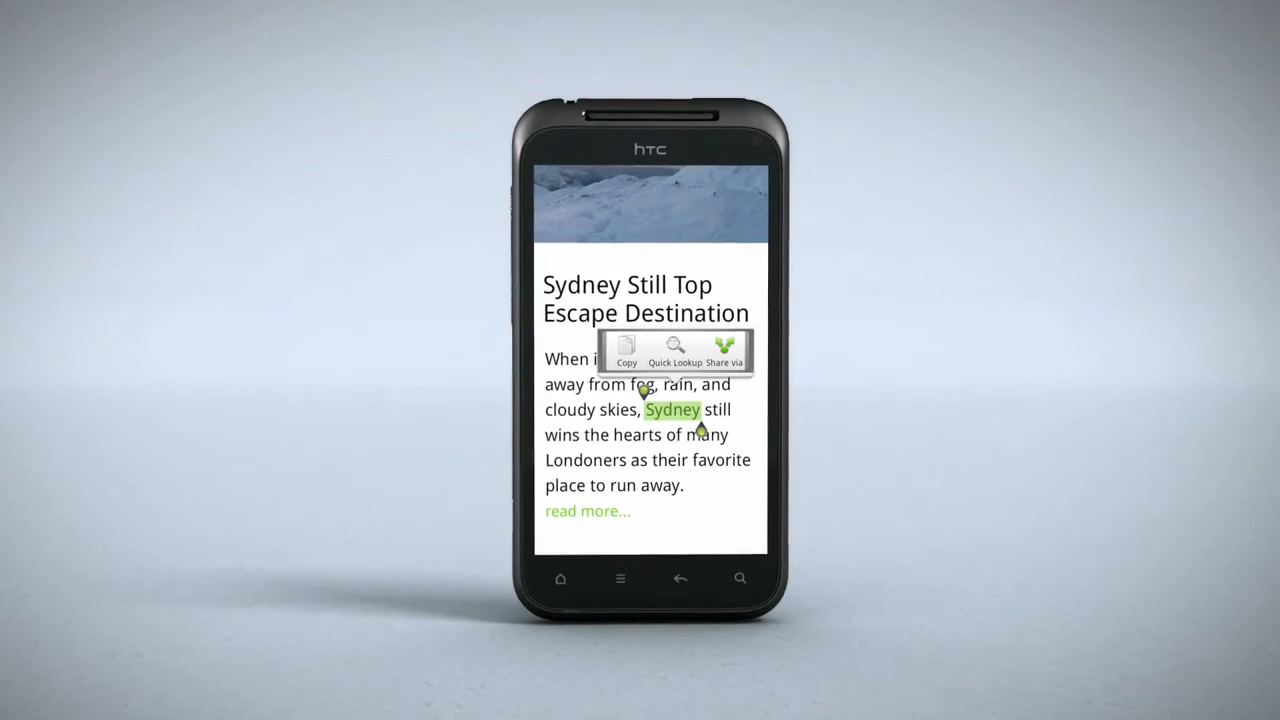 hTC
Sydney Still Top
Escape Destination
Copy Quick Lookup Share via
When i
away from fog, rain, and
cloudy skies, Sydney still
wins the hearts of many
Londoners as their favorite
place to run away.
read more...